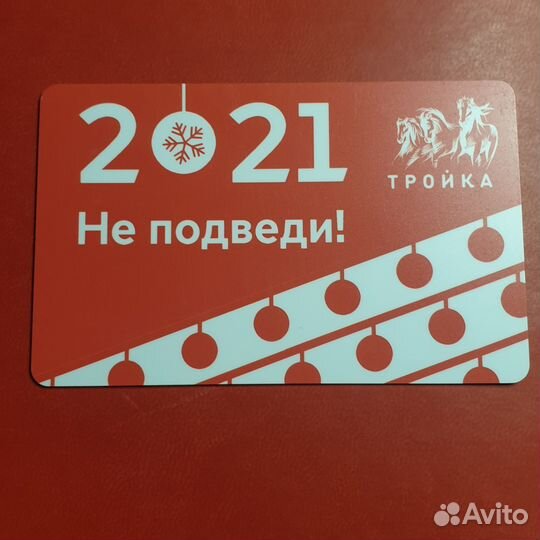 2021
ТРОЙКА
Не подведи!
Avito